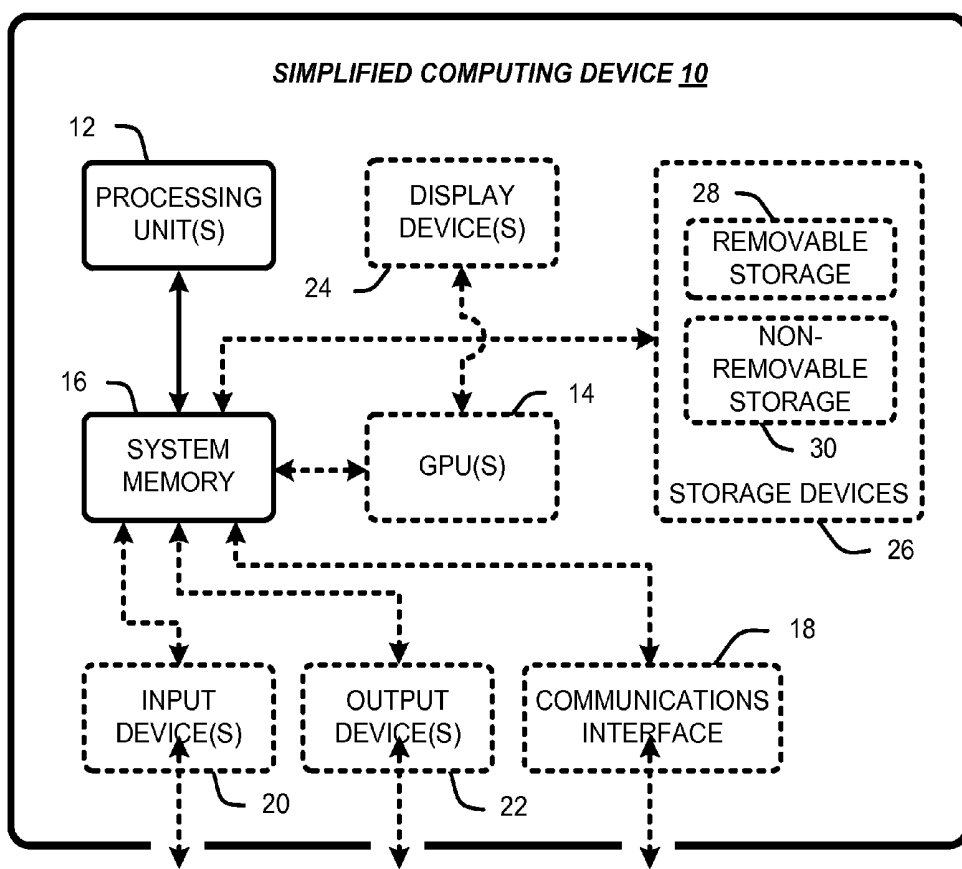 SIMPLIFIED COMPUTING DEVICE 10
12
PROCESSING
UNIT(S)
DISPLAY
DEVICE(S)
24
28
REMOVABLE
STORAGE
NON-
REMOVABLE
STORAGE
30
STORAGE DEVICES
26
16
SYSTEM
MEMORY
14
GPU(S)
18
INPUT
DEVICE(S)
20
OUTPUT
DEVICE(S)
22
COMMUNICATIONS
INTERFACE